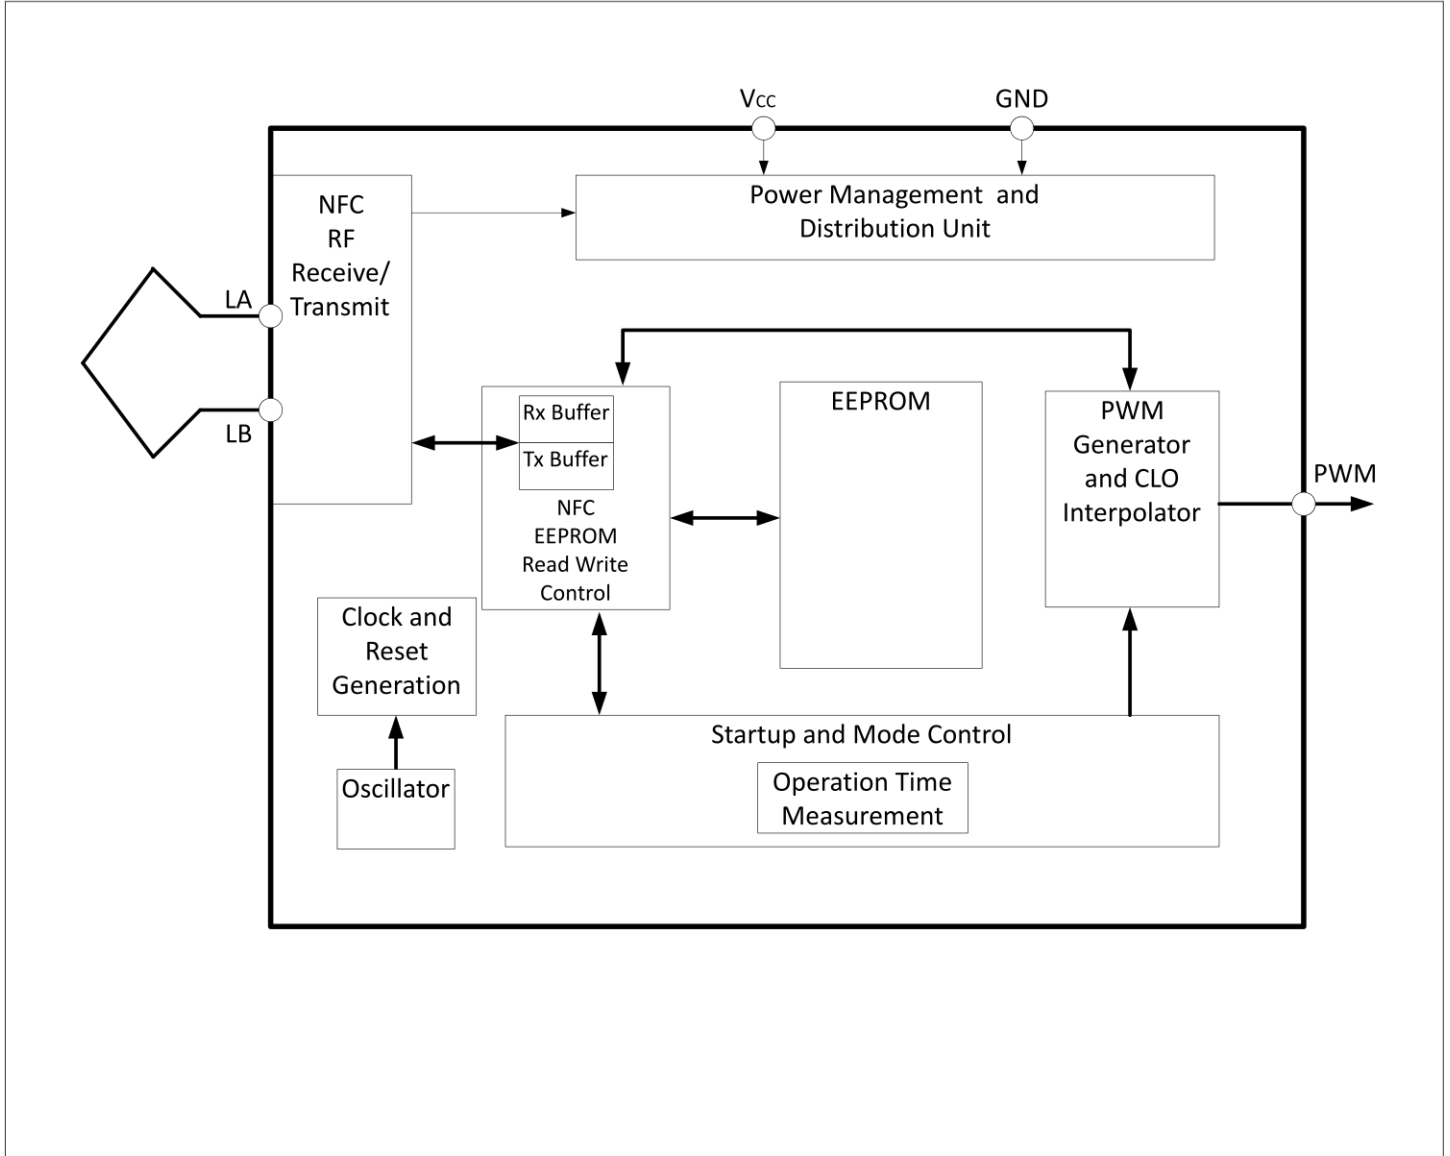 VCC
GND
NFC
RF
Receive/
Transmit
Power Management  and
Distribution Unit
LA
LB
Rx Buffer
Tx Buffer
NFC
EEPROM
Read Write
Control
EEPROM
PWM
Generator
and CLO
Interpolator
PWM
Clock and
Reset
Generation
Oscillator
Startup and Mode Control
Operation Time
Measurement